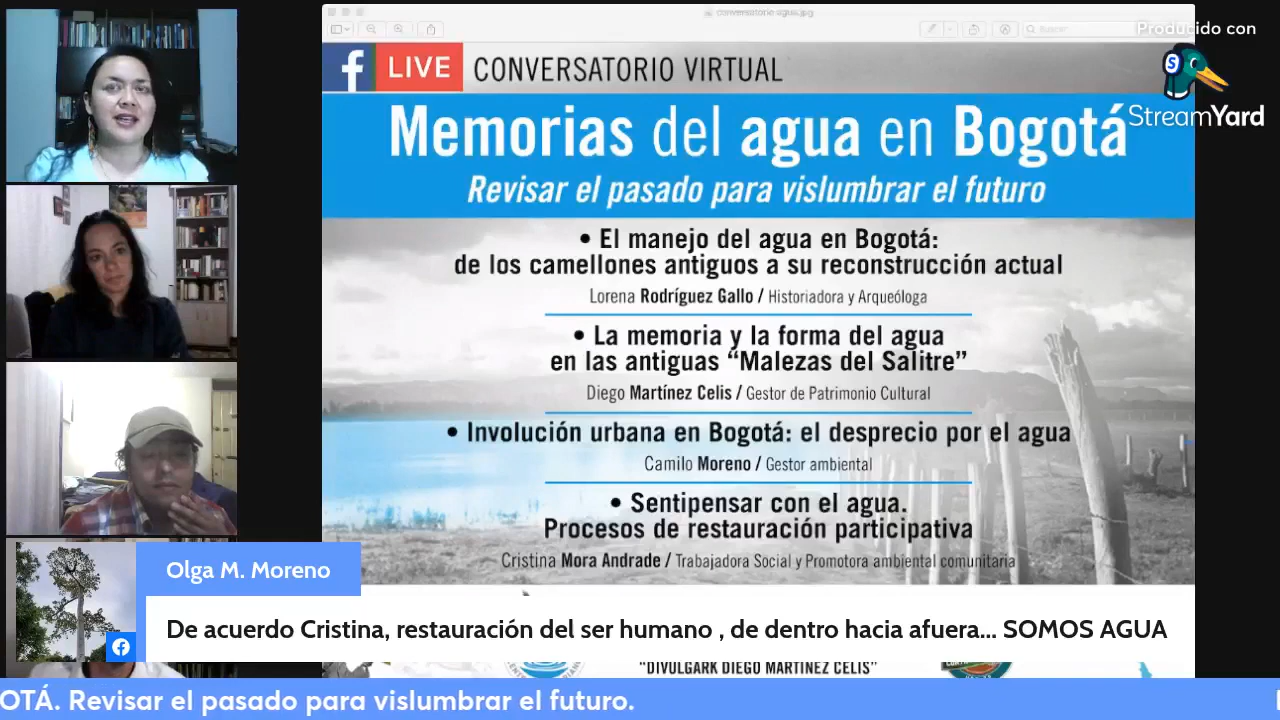 conversatorio agua.jpg
Buscar
Producido con
StreamYard
f LIVE CONVERSATORIO VIRTUAL
Memorias del agua en Bogotá
Revisar el pasado para vislumbrar el futuro
• El manejo del agua en Bogotá:
de los camellones antiguos a su reconstrucción actual
Lorena Rodríguez Gallo / Historiadora y Arqueóloga
• La memoria y la forma del agua
en las antiguas “Malezas del Salitre”
Diego Martínez Celis / Gestor de Patrimonio Cultural
• Involución urbana en Bogotá: el desprecio por el agua
Camilo Moreno / Gestor ambiental
• Sentipensar con el agua.
Procesos de restauración participativa
Cristina Mora Andrade / Trabajadora Social y Promotora ambiental comunitaria
Olga M. Moreno
De acuerdo Cristina, restauración del ser humano , de dentro hacia afuera... SOMOS AGUA
"DIVULGARK DIEGO MARTINEZ CELIS"
OTÁ. Revisar el pasado para vislumbrar el futuro.